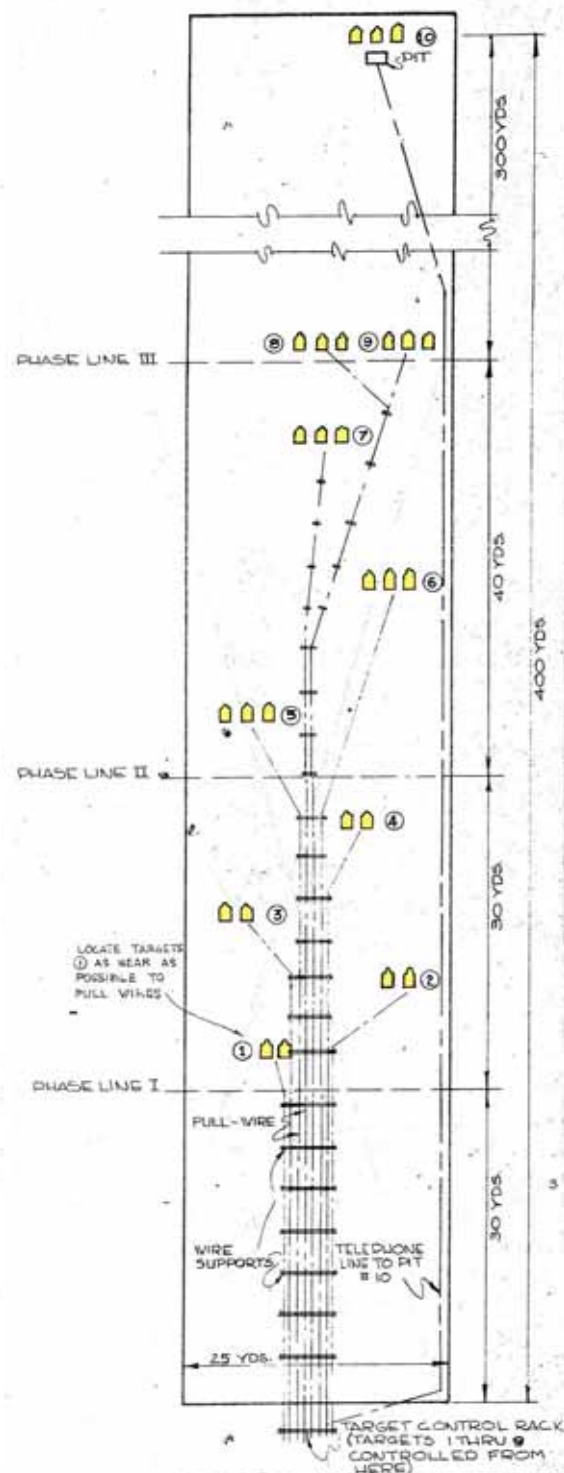 ⑩
PIT
300 YDS.
⑧
⑨
PHASE LINE III
⑦
⑥
40 YDS.
400 YDS.
⑤
PHASE LINE II
④
③
30 YDS.
LOCATE TARGETS
① AS NEAR AS
POSSIBLE TO
PULL WIRES
②
①
PHASE LINE I
PULL-WIRE
WIRE
SUPPORTS
TELEPHONE
LINE TO PIT
#10
30 YDS.
25 YDS.
TARGET CONTROL RACK
(TARGETS 1 THRU 9
CONTROLLED FROM
HERE)